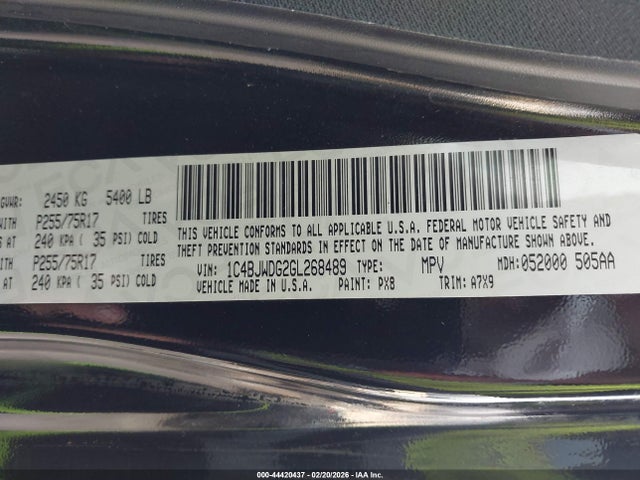 GVWR: 2450 KG 5400 LB
WITH P255/75R17 TIRES
S AT 240 KPA ( 35 PSI) COLD
WITH P255/75R17 TIRES
AT 240 KPA ( 35 PSI) COLD
THIS VEHICLE CONFORMS TO ALL APPLICABLE U.S.A. FEDERAL MOTOR VEHICLE SAFETY AND
THEFT PREVENTION STANDARDS IN EFFECT ON THE DATE OF MANUFACTURE SHOWN ABOVE.
VIN: 1C4BJWDG2GL268489 TYPE: MPV MDH:052000 505AA
VEHICLE MADE IN U.S.A. PAINT: PX8 TRIM: A7X9
000-44420437 - 02/20/2026 - IAA Inc.